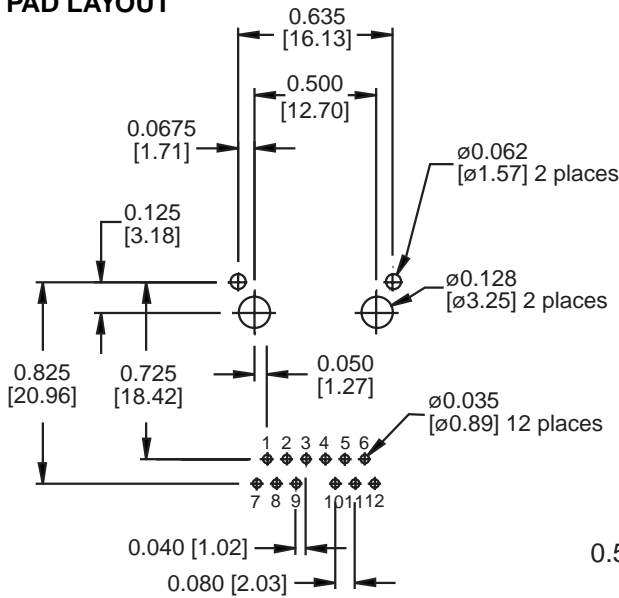 PAD LAYOUT
0.635
[16.13]
0.500
[12.70]
0.0675
[1.71]
ø0.062
[ø1.57] 2 places
0.125
[3.18]
ø0.128
[ø3.25] 2 places
0.825
[20.96]
0.725
[18.42]
0.050
[1.27]
ø0.035
[ø0.89] 12 places
1 2 3 4 5 6
7 8 9 10 11 12
0.040 [1.02]
0.080 [2.03]